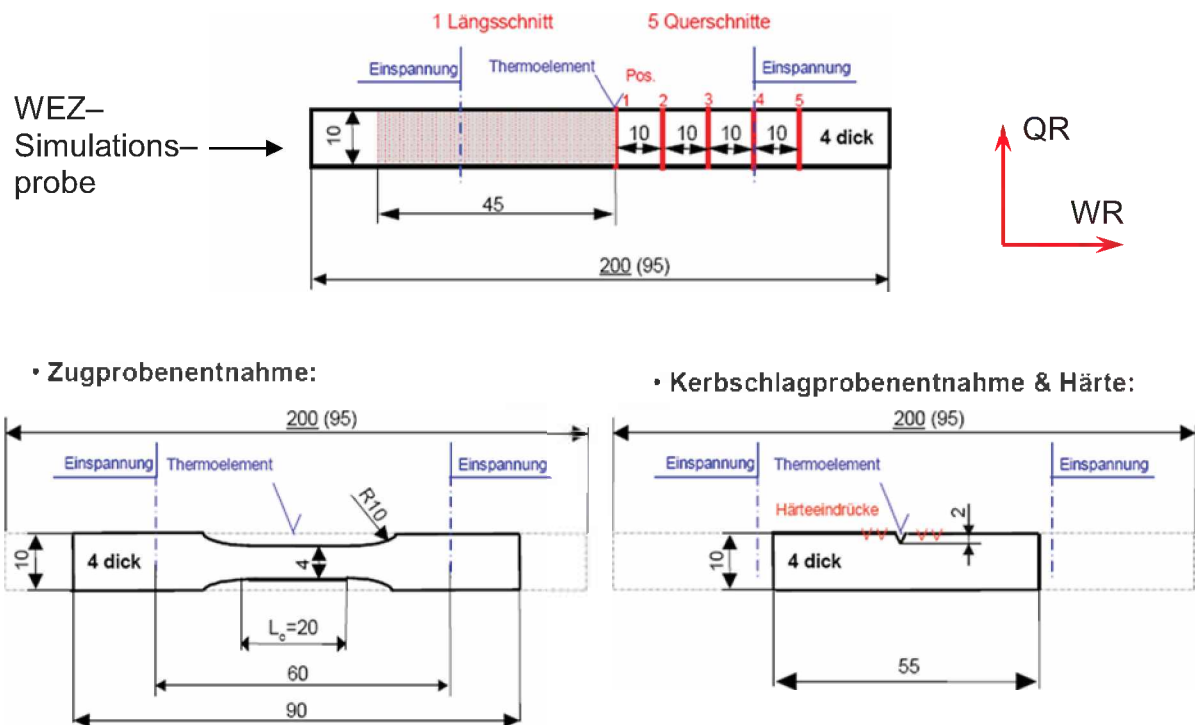 1 Längsschnitt 5 Querschnitte
Einspannung Thermoelement Pos. Einspannung
1 2 3 4 5
WEZ–
Simulations–
probe
10 10 10 10 10 4 dick
45
200 (95)
QR
WR
• Zugprobenentnahme:
200 (95)
Einspannung Thermoelement Einspannung
R10
10 4 dick 4
Lc=20
60
90
• Kerbschlagprobenentnahme & Härte:
200 (95)
Einspannung Thermoelement Einspannung
Härteeindrücke 2
10 4 dick
55